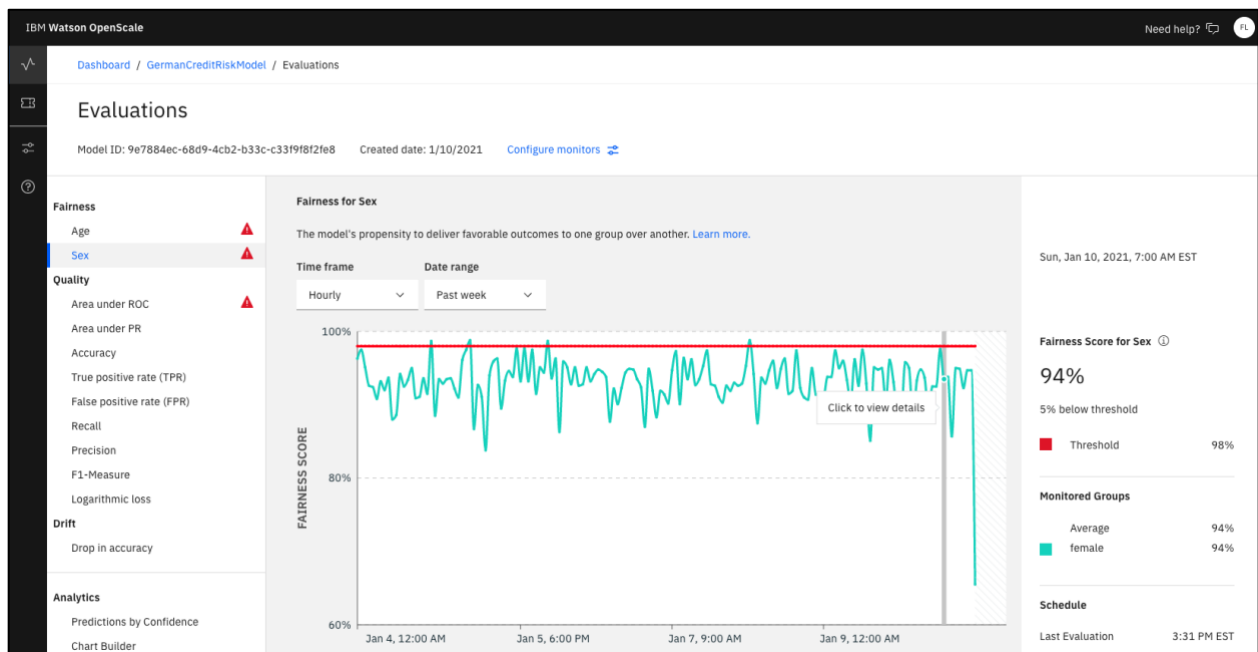 IBM Watson OpenScale
Need help?
FL
Dashboard / GermanCreditRiskModel / Evaluations
Evaluations
Model ID: 9e7884ec-68d9-4cb2-b33c-c33f9f8f2fe8 Created date: 1/10/2021 Configure monitors
Fairness
Age
Sex
Quality
Area under ROC
Area under PR
Accuracy
True positive rate (TPR)
False positive rate (FPR)
Recall
Precision
F1-Measure
Logarithmic loss
Drift
Drop in accuracy
Analytics
Predictions by Confidence
Chart Builder
Fairness for Sex
The model's propensity to deliver favorable outcomes to one group over another. Learn more.
Time frame Date range
Hourly Past week
100%
80%
60%
FAIRNESS SCORE
Click to view details
Jan 4, 12:00 AM Jan 5, 6:00 PM Jan 7, 9:00 AM Jan 9, 12:00 AM
Sun, Jan 10, 2021, 7:00 AM EST
Fairness Score for Sex
94%
5% below threshold
Threshold 98%
Monitored Groups
Average 94%
female 94%
Schedule
Last Evaluation 3:31 PM EST